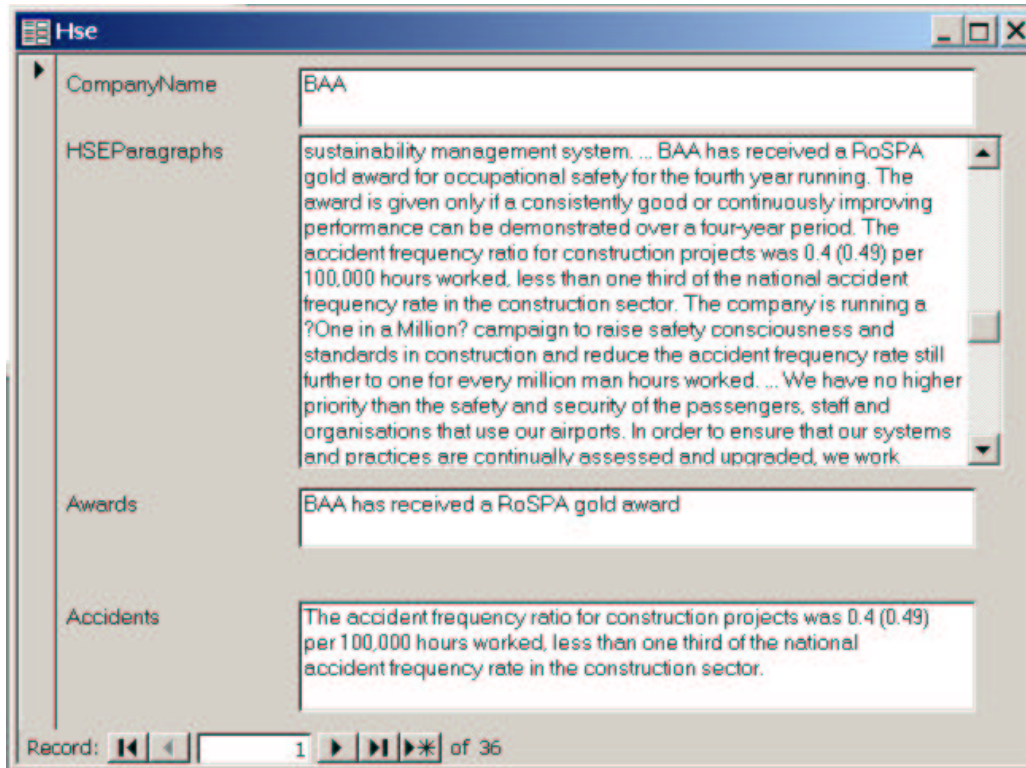 Hse
CompanyName
BAA
HSEParagraphs
sustainability management system. ... BAA has received a RoSPA
gold award for occupational safety for the fourth year running. The
award is given only if a consistently good or continuously improving
performance can be demonstrated over a four-year period. The
accident frequency ratio for construction projects was 0.4 (0.49) per
100,000 hours worked, less than one third of the national accident
frequency rate in the construction sector. The company is running a
?One in a Million? campaign to raise safety consciousness and
standards in construction and reduce the accident frequency rate still
further to one for every million man hours worked. ... We have no higher
priority than the safety and security of the passengers, staff and
organisations that use our airports. In order to ensure that our systems
and practices are continually assessed and upgraded, we work
Awards
BAA has received a RoSPA gold award
Accidents
The accident frequency ratio for construction projects was 0.4 (0.49)
per 100,000 hours worked, less than one third of the national
accident frequency rate in the construction sector.
Record: 1 of 36